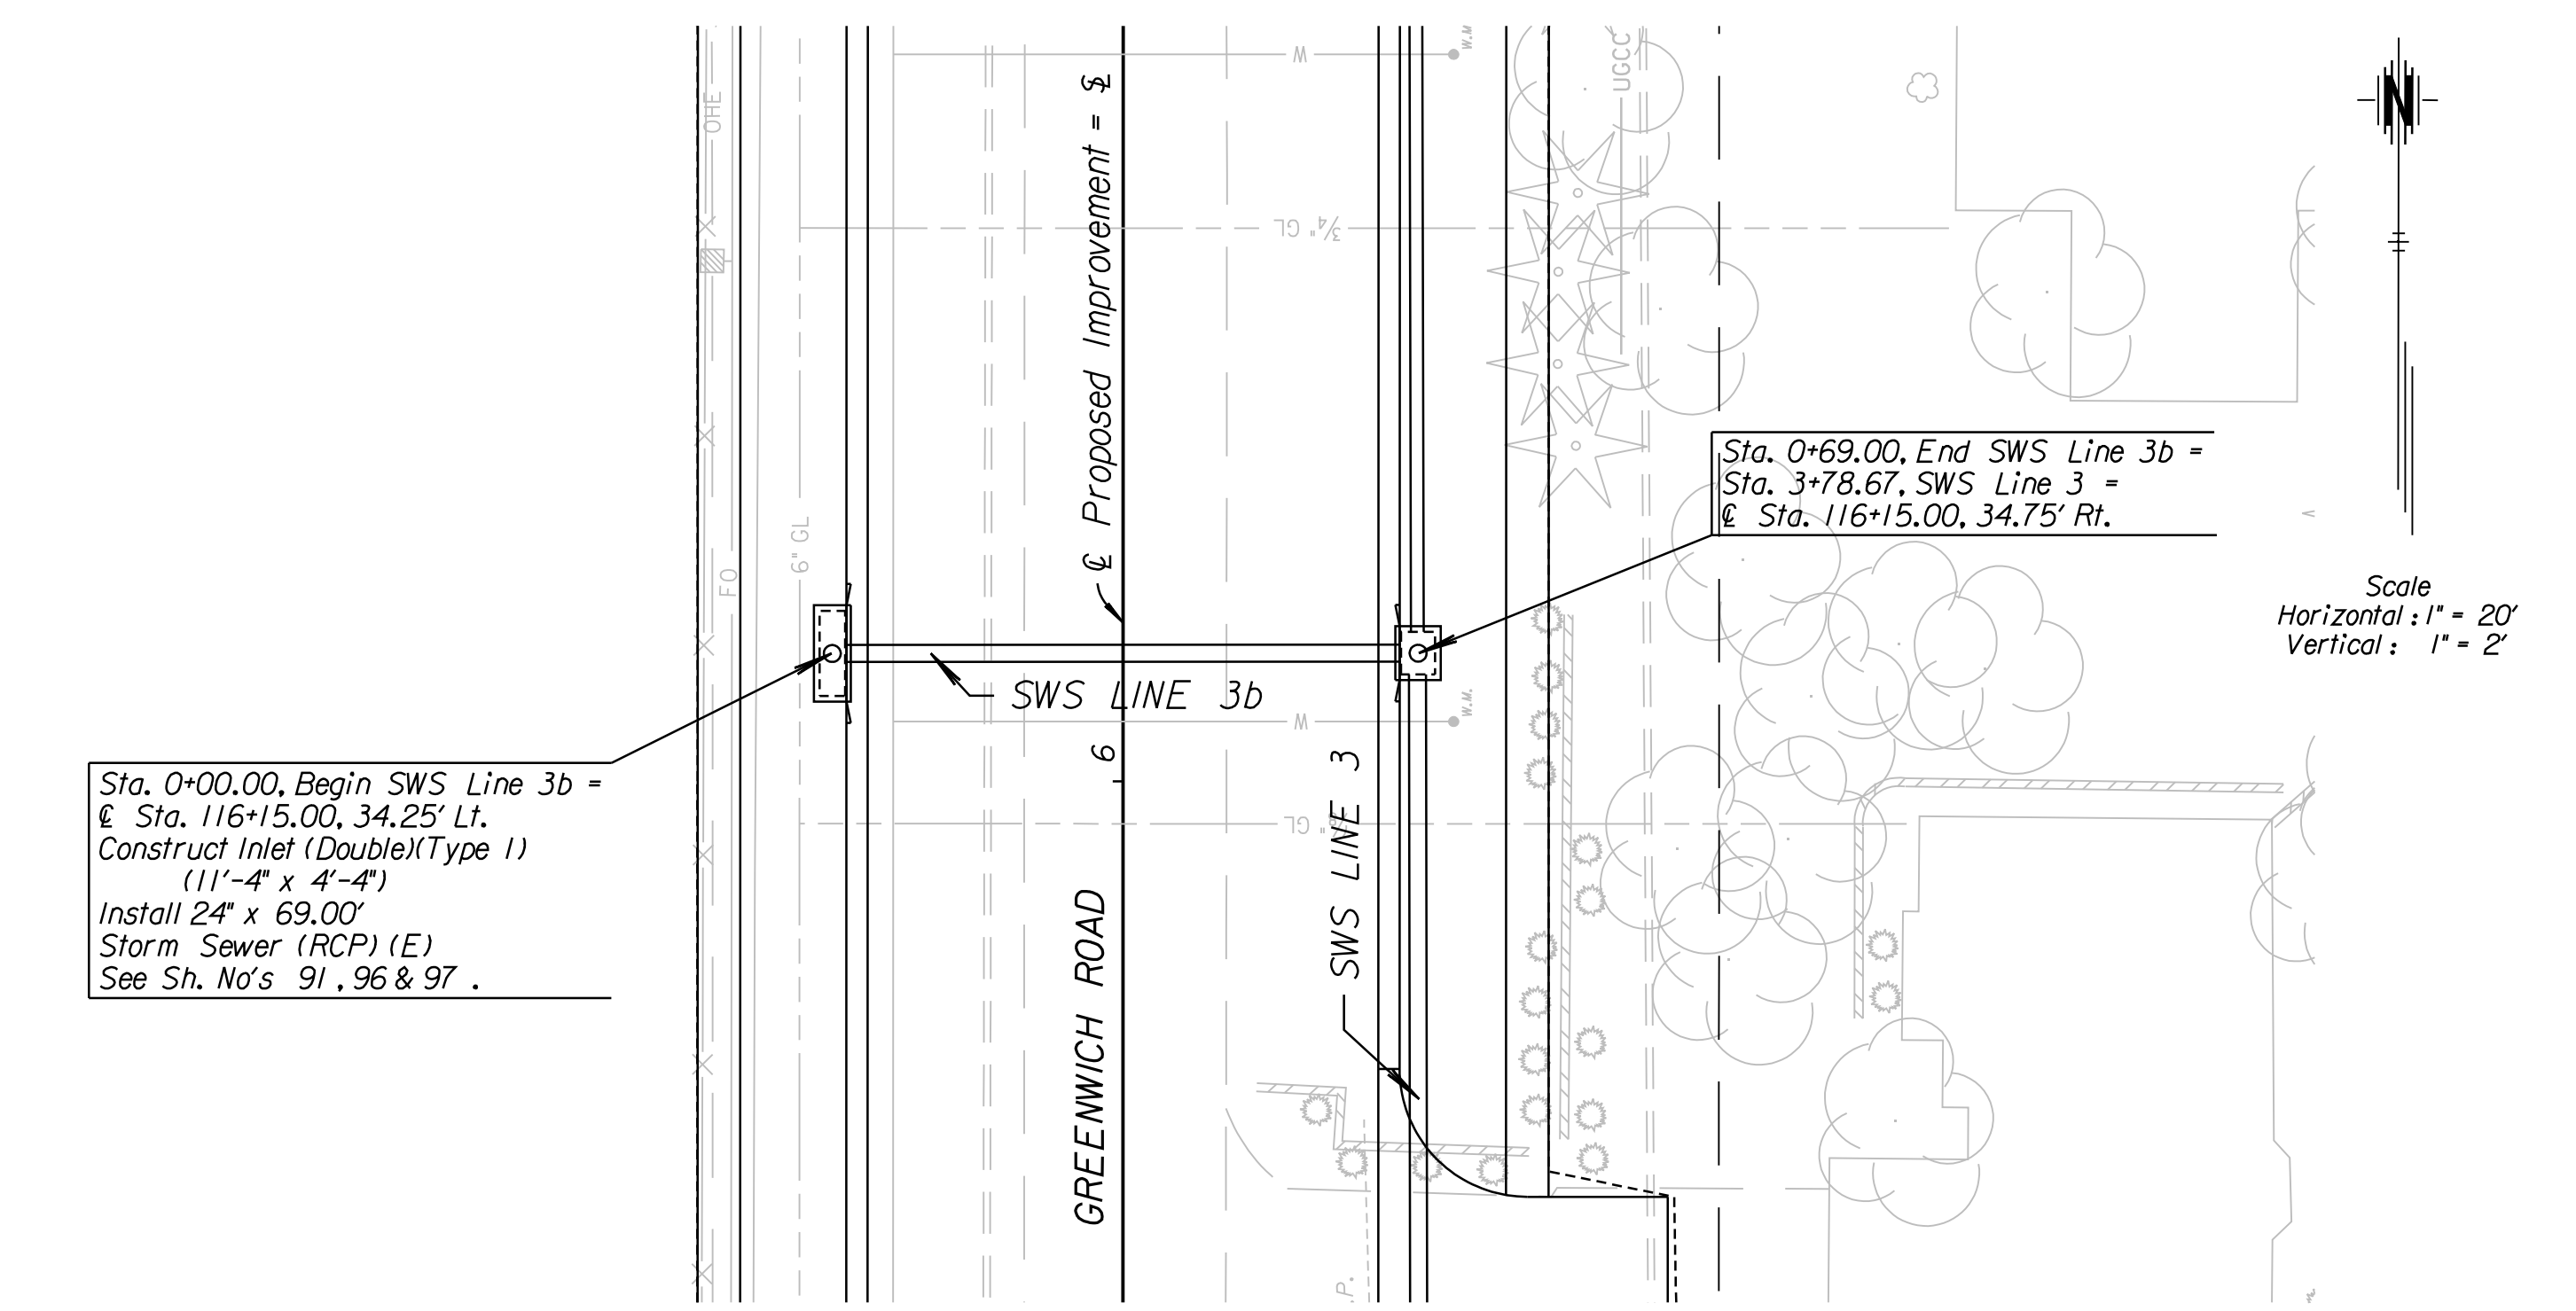 OHE
W
W.M
UGCC
N
¾" GL
℄ Proposed Improvement = ⅊
Sta. 0+69.00, End SWS Line 3b =
Sta. 3+78.67, SWS Line 3 =
℄ Sta. 116+15.00, 34.75' Rt.
6" GL
FO
Scale
Horizontal : 1" = 20'
Vertical : 1" = 2'
SWS LINE 3b
W
W.M.
6
SWS LINE 3
Sta. 0+00.00, Begin SWS Line 3b =
℄ Sta. 116+15.00, 34.25' Lt.
Construct Inlet (Double)(Type 1)
(11'-4" x 4'-4")
Install 24" x 69.00'
Storm Sewer (RCP) (E)
See Sh. No's 91 , 96 & 97 .
GL
GREENWICH ROAD
.P.